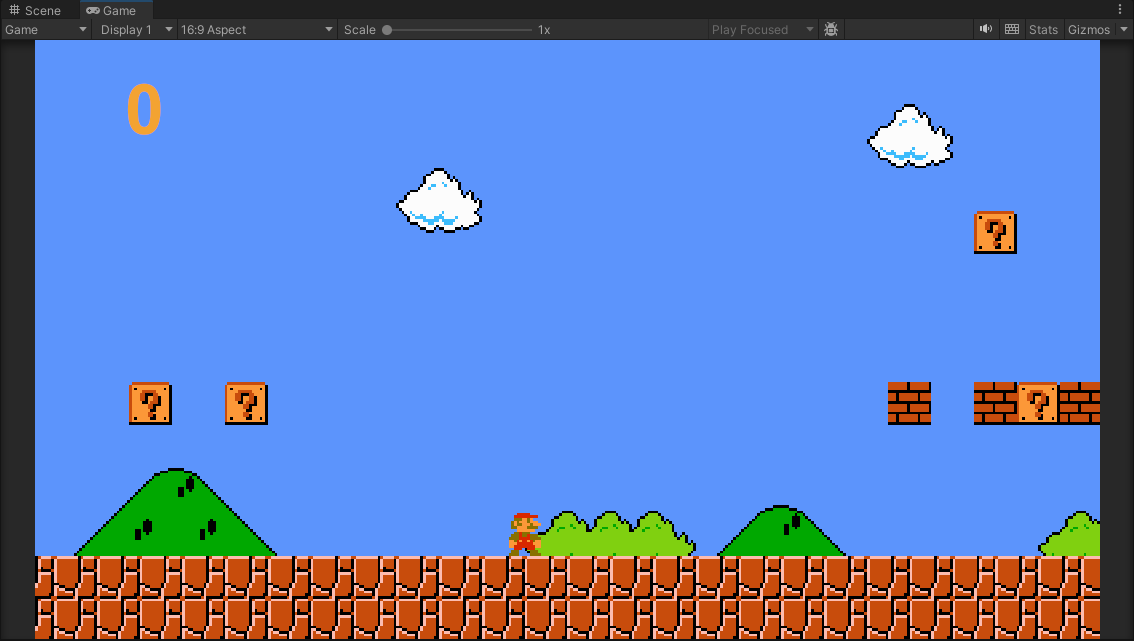 Scene Game
Game Display 1 16:9 Aspect Scale 1x Play Focused Stats Gizmos
0
?
? ? ?